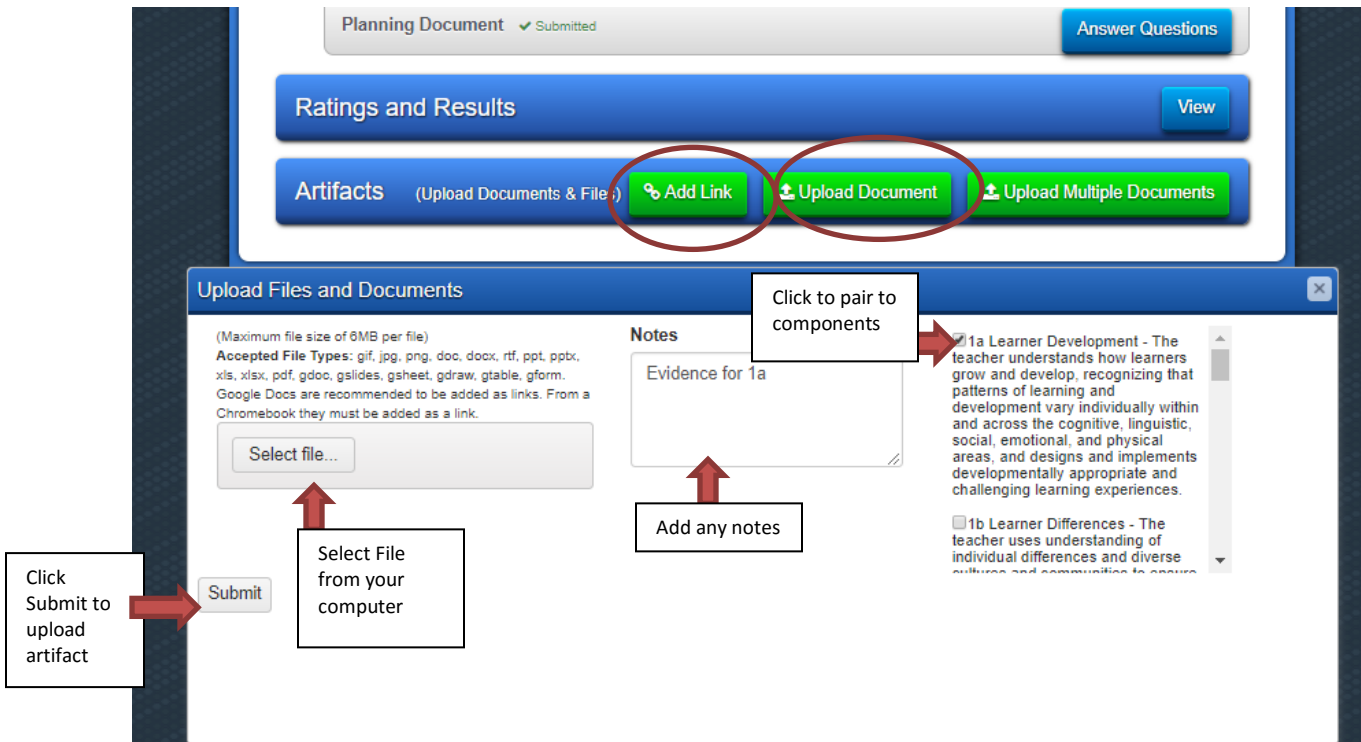 Planning Document ✔ Submitted
Answer Questions
Ratings and Results
View
Artifacts (Upload Documents & Files)
Add Link
Upload Document
Upload Multiple Documents
Upload Files and Documents
(Maximum file size of 6MB per file)
Accepted File Types: gif, jpg, png, doc, docx, rtf, ppt, pptx,
xls, xlsx, pdf, gdoc, gslides, gsheet, gdraw, gtable, gform.
Google Docs are recommended to be added as links. From a
Chromebook they must be added as a link.
Select file...
Select File
from your
computer
Click
Submit to
upload
artifact
Submit
Notes
Evidence for 1a
Add any notes
Click to pair to
components
1a Learner Development - The
teacher understands how learners
grow and develop, recognizing that
patterns of learning and
development vary individually within
and across the cognitive, linguistic,
social, emotional, and physical
areas, and designs and implements
developmentally appropriate and
challenging learning experiences.
1b Learner Differences - The
teacher uses understanding of
individual differences and diverse
cultures and communities to ensure